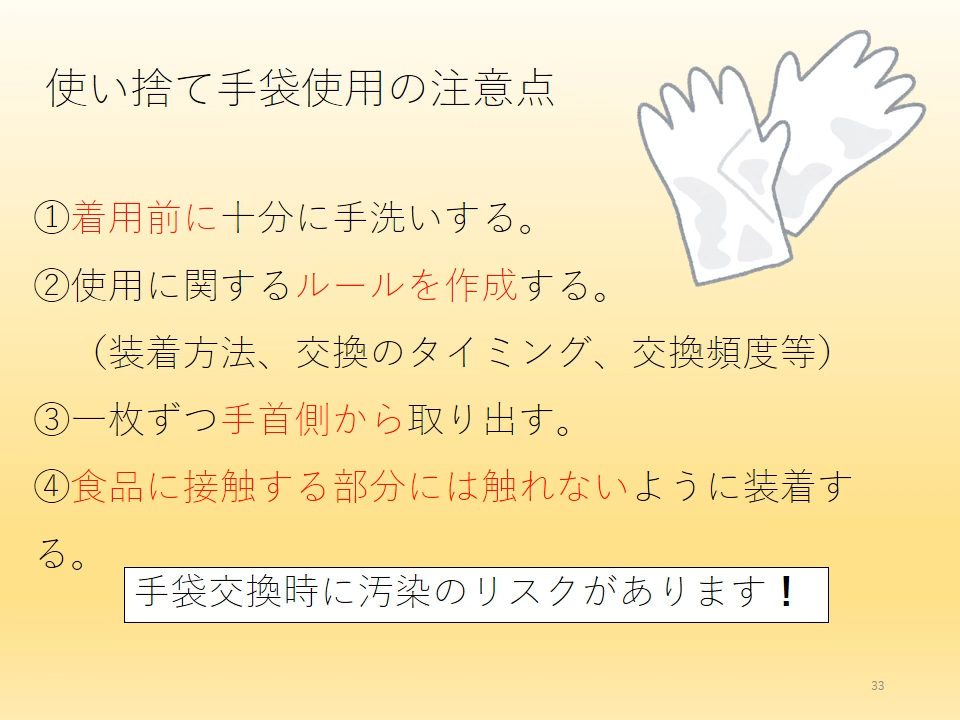 使い捨て手袋使用の注意点
①着用前に十分に手洗いする。
②使用に関するルールを作成する。
（装着方法、交換のタイミング、交換頻度等）
③一枚ずつ手首側から取り出す。
④食品に接触する部分には触れないように装着す
る。
手袋交換時に汚染のリスクがあります！
33